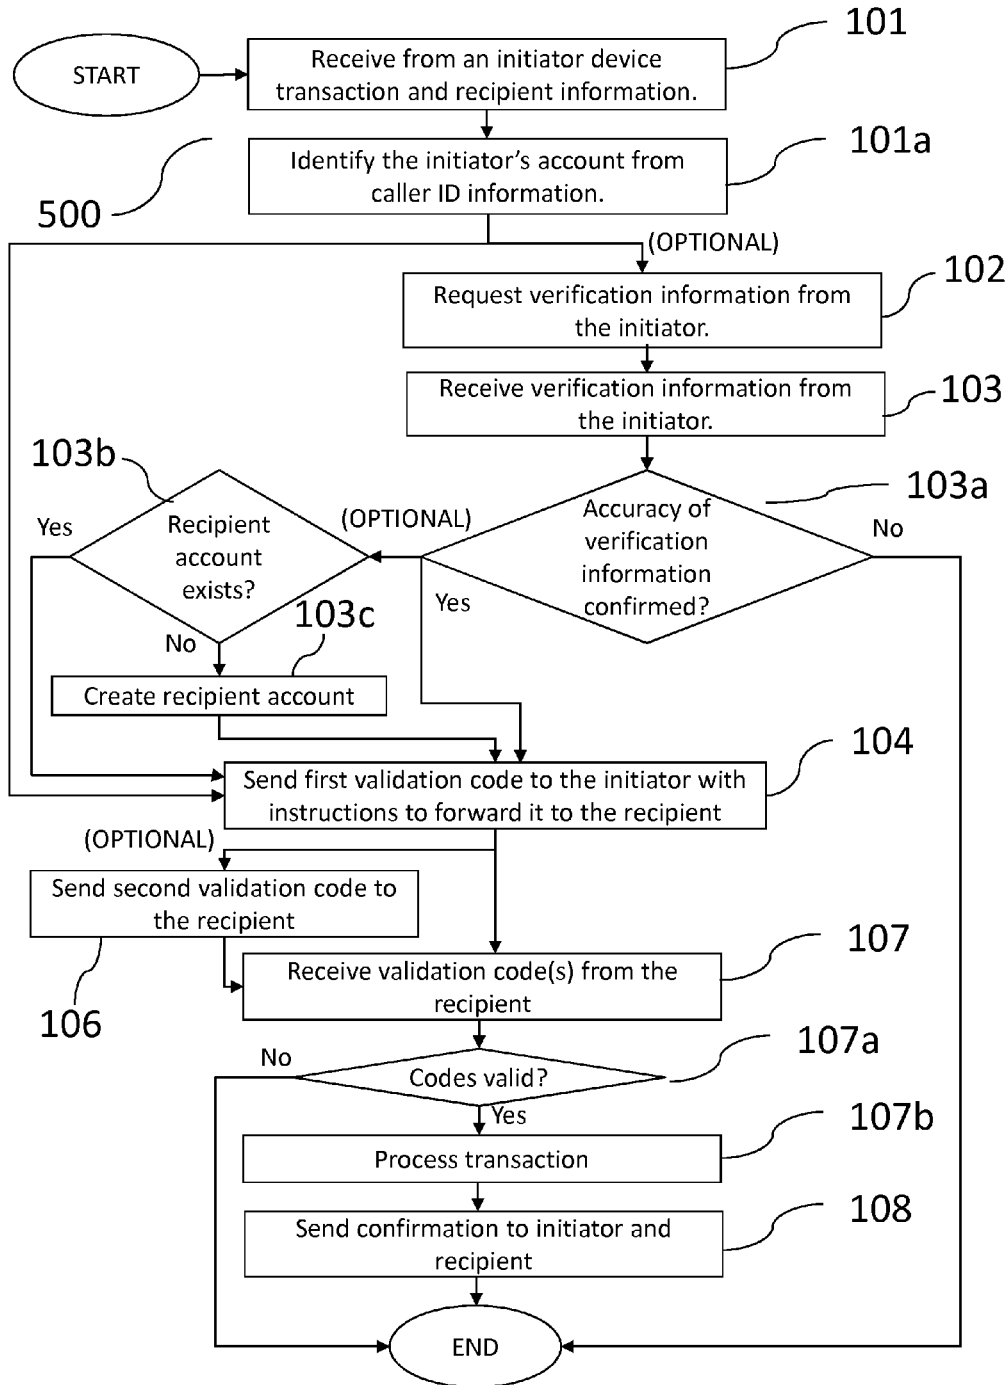 101
START
Receive from an initiator device
transaction and recipient information.
101a
Identify the initiator's account from
caller ID information.
500
(OPTIONAL)
102
Request verification information from
the initiator.
103
Receive verification information from
the initiator.
103b
103a
Yes
Recipient
account
exists?
(OPTIONAL)
Accuracy of
verification
information
confirmed?
No
Yes
103c
No
Create recipient account
104
Send first validation code to the initiator with
instructions to forward it to the recipient
(OPTIONAL)
Send second validation code to
the recipient
107
Receive validation code(s) from the
recipient
106
107a
No
Codes valid?
Yes
107b
Process transaction
108
Send confirmation to initiator and
recipient
END